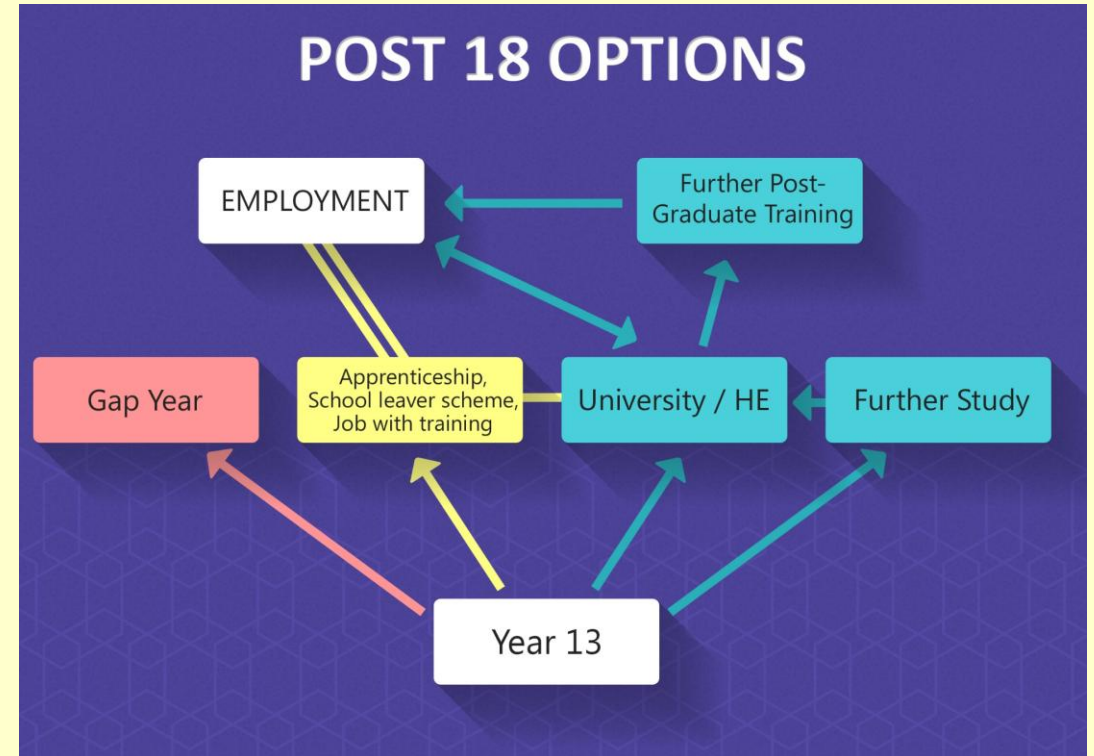 POST 18 OPTIONS
EMPLOYMENT
Further Post-
Graduate Training
Gap Year
Apprenticeship,
School leaver scheme,
Job with training
University / HE
Further Study
Year 13